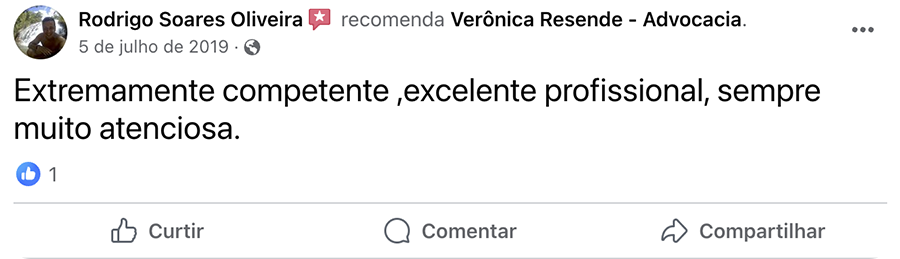 Rodrigo Soares Oliveira recomenda Verônica Resende - Advocacia.
5 de julho de 2019 ·
Extremamente competente ,excelente profissional, sempre
muito atenciosa.
1
Curtir Comentar Compartilhar